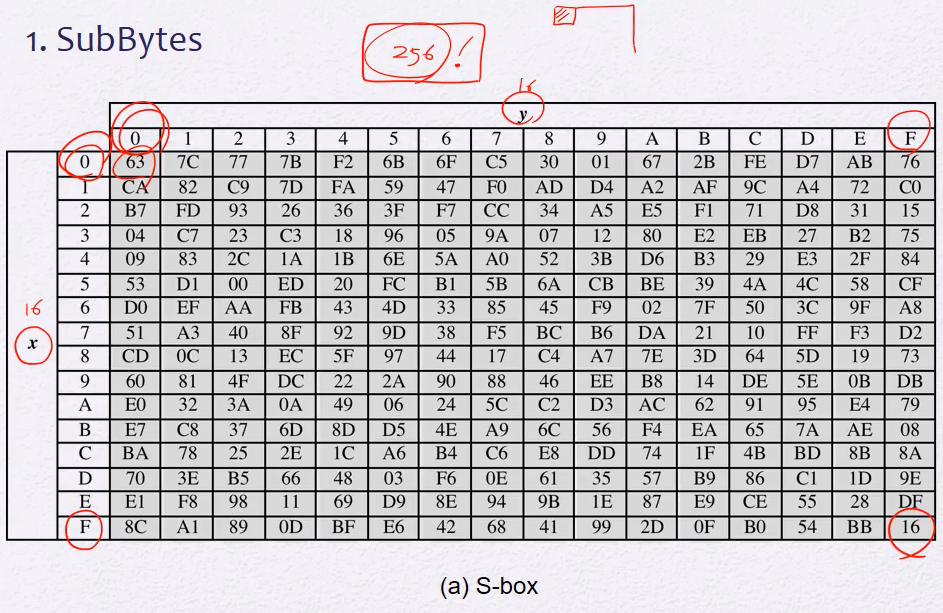 1. SubBytes
256 !
16
y
0 1 2 3 4 5 6 7 8 9 A B C D E F
0 63 7C 77 7B F2 6B 6F C5 30 01 67 2B FE D7 AB 76
1 CA 82 C9 7D FA 59 47 F0 AD D4 A2 AF 9C A4 72 C0
2 B7 FD 93 26 36 3F F7 CC 34 A5 E5 F1 71 D8 31 15
3 04 C7 23 C3 18 96 05 9A 07 12 80 E2 EB 27 B2 75
4 09 83 2C 1A 1B 6E 5A A0 52 3B D6 B3 29 E3 2F 84
5 53 D1 00 ED 20 FC B1 5B 6A CB BE 39 4A 4C 58 CF
16
6 D0 EF AA FB 43 4D 33 85 45 F9 02 7F 50 3C 9F A8
x
7 51 A3 40 8F 92 9D 38 F5 BC B6 DA 21 10 FF F3 D2
8 CD 0C 13 EC 5F 97 44 17 C4 A7 7E 3D 64 5D 19 73
9 60 81 4F DC 22 2A 90 88 46 EE B8 14 DE 5E 0B DB
A E0 32 3A 0A 49 06 24 5C C2 D3 AC 62 91 95 E4 79
B E7 C8 37 6D 8D D5 4E A9 6C 56 F4 EA 65 7A AE 08
C BA 78 25 2E 1C A6 B4 C6 E8 DD 74 1F 4B BD 8B 8A
D 70 3E B5 66 48 03 F6 0E 61 35 57 B9 86 C1 1D 9E
E E1 F8 98 11 69 D9 8E 94 9B 1E 87 E9 CE 55 28 DF
F 8C A1 89 0D BF E6 42 68 41 99 2D 0F B0 54 BB 16
(a) S-box